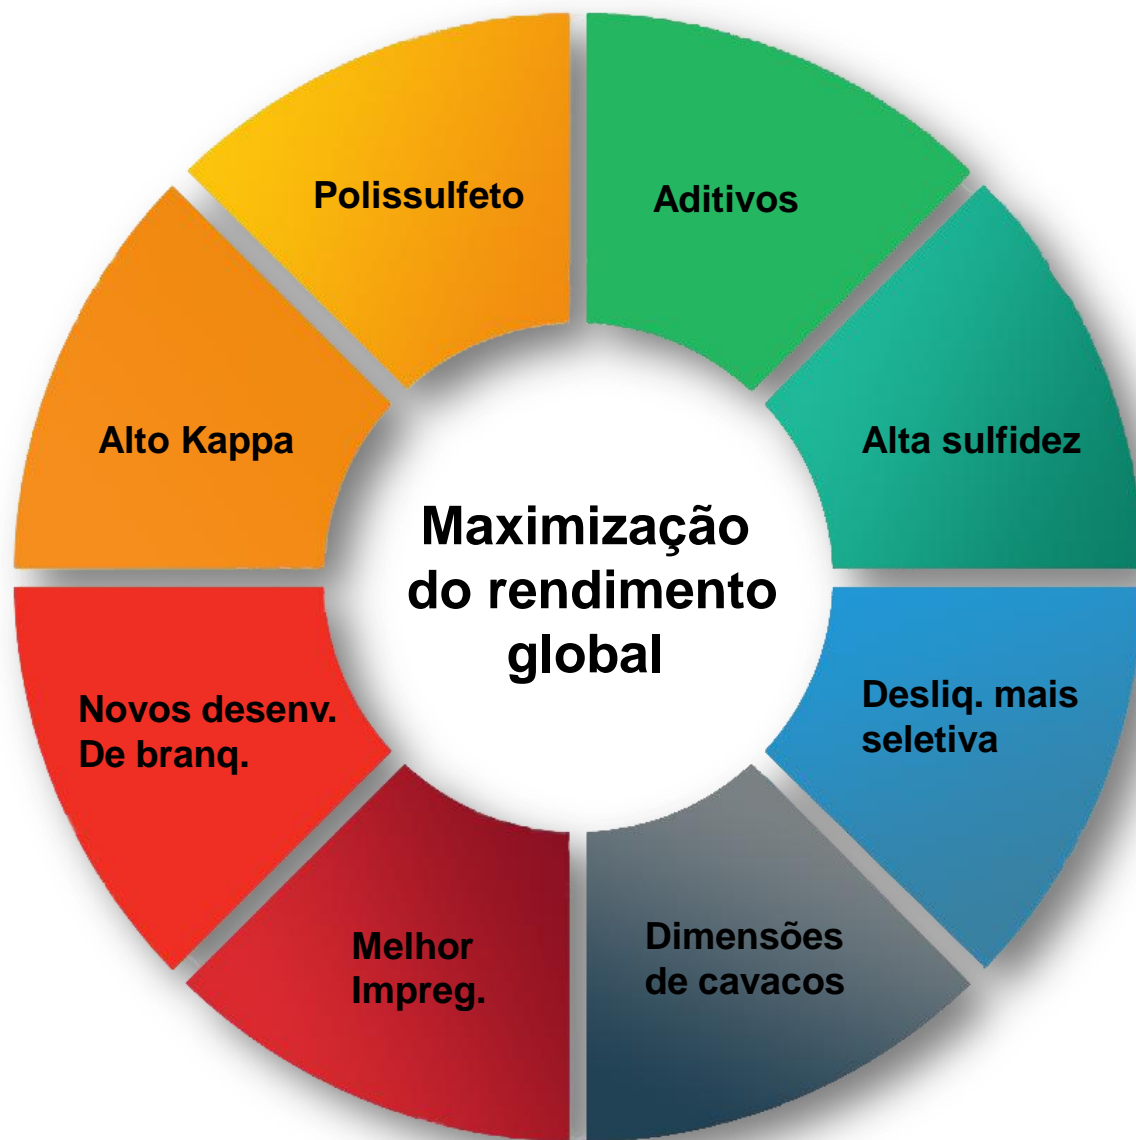 Polissulfeto
Aditivos
Alto Kappa
Alta sulfidez
Maximização
do rendimento
global
Novos desenv.
De branq.
Desliq. mais
seletiva
Melhor
Impreg.
Dimensões
de cavacos